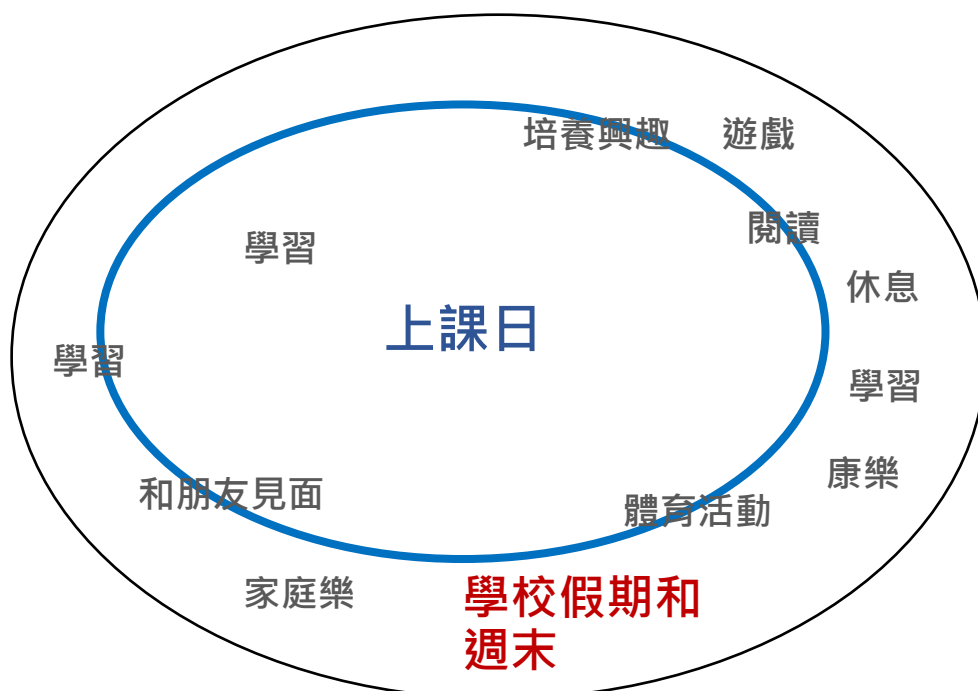 培養興趣
遊戲
閱讀
學習
休息
上課日
學習
學習
康樂
和朋友見面
體育活動
家庭樂
學校假期和
週末